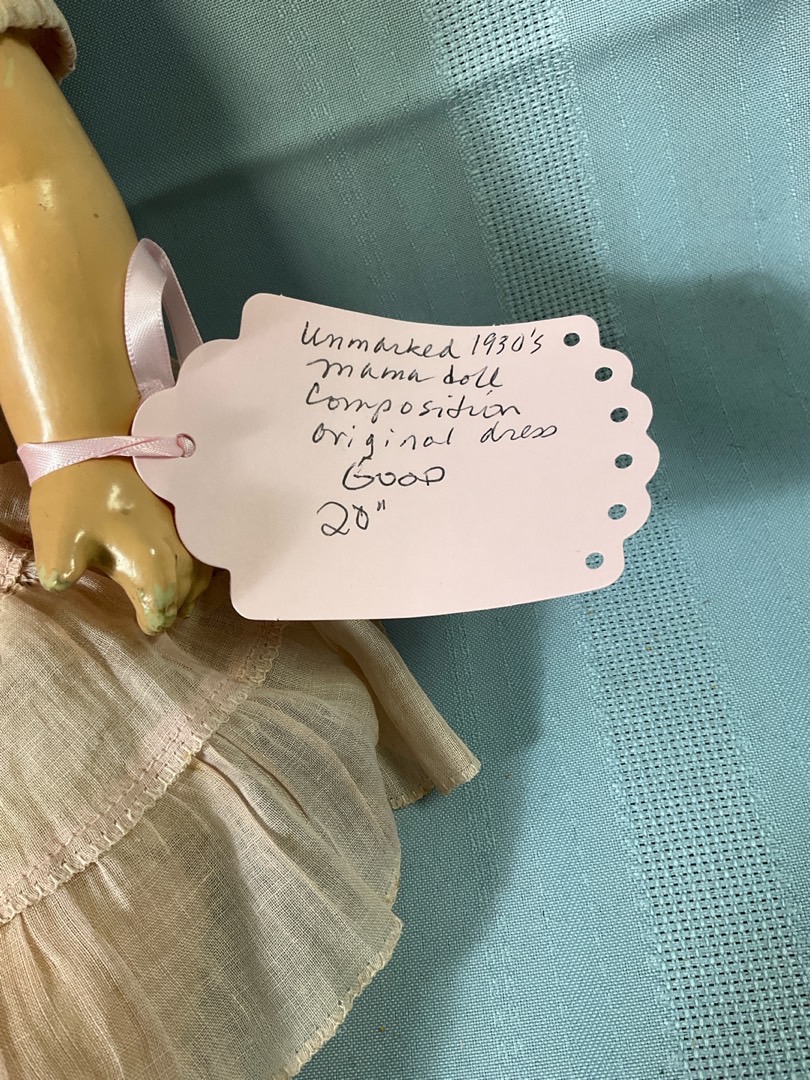 Unmarked 1930's
mama doll
Composition
original dress
GOOD
20"